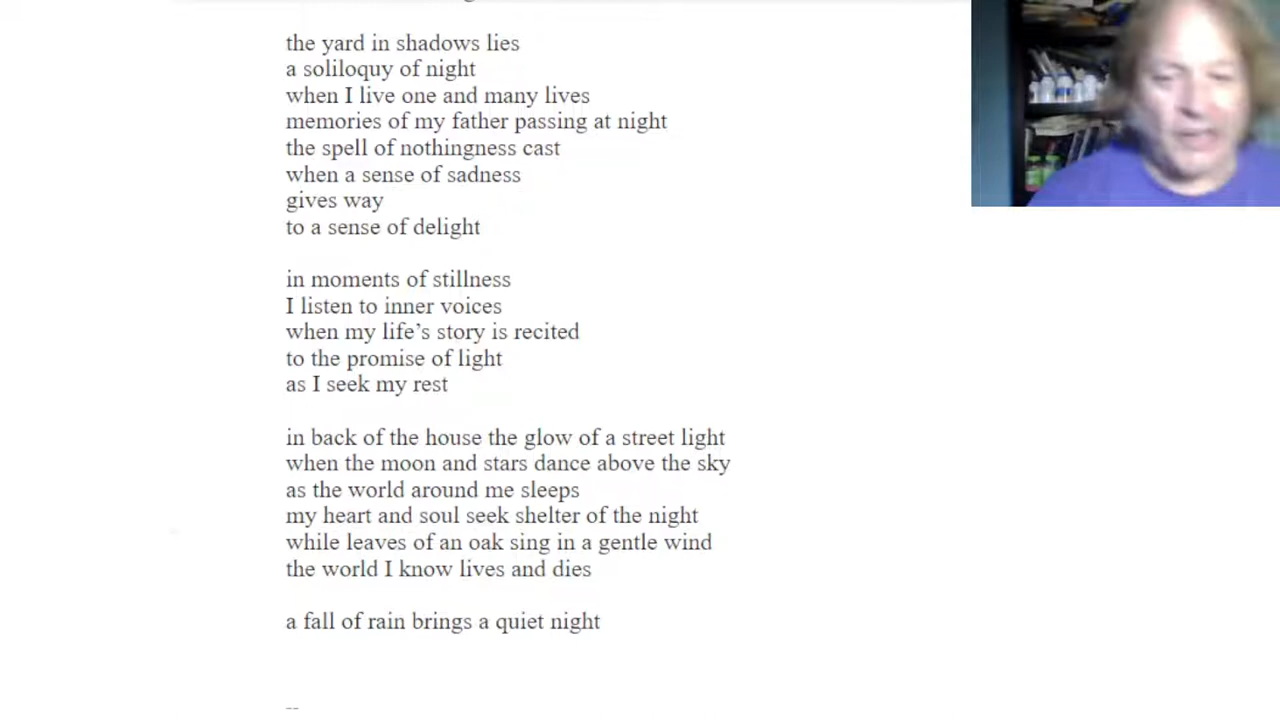 the yard in shadows lies
a soliloquy of night
when I live one and many lives
memories of my father passing at night
the spell of nothingness cast
when a sense of sadness
gives way
to a sense of delight
in moments of stillness
I listen to inner voices
when my life’s story is recited
to the promise of light
as I seek my rest
in back of the house the glow of a street light
when the moon and stars dance above the sky
as the world around me sleeps
my heart and soul seek shelter of the night
while leaves of an oak sing in a gentle wind
the world I know lives and dies
a fall of rain brings a quiet night
--